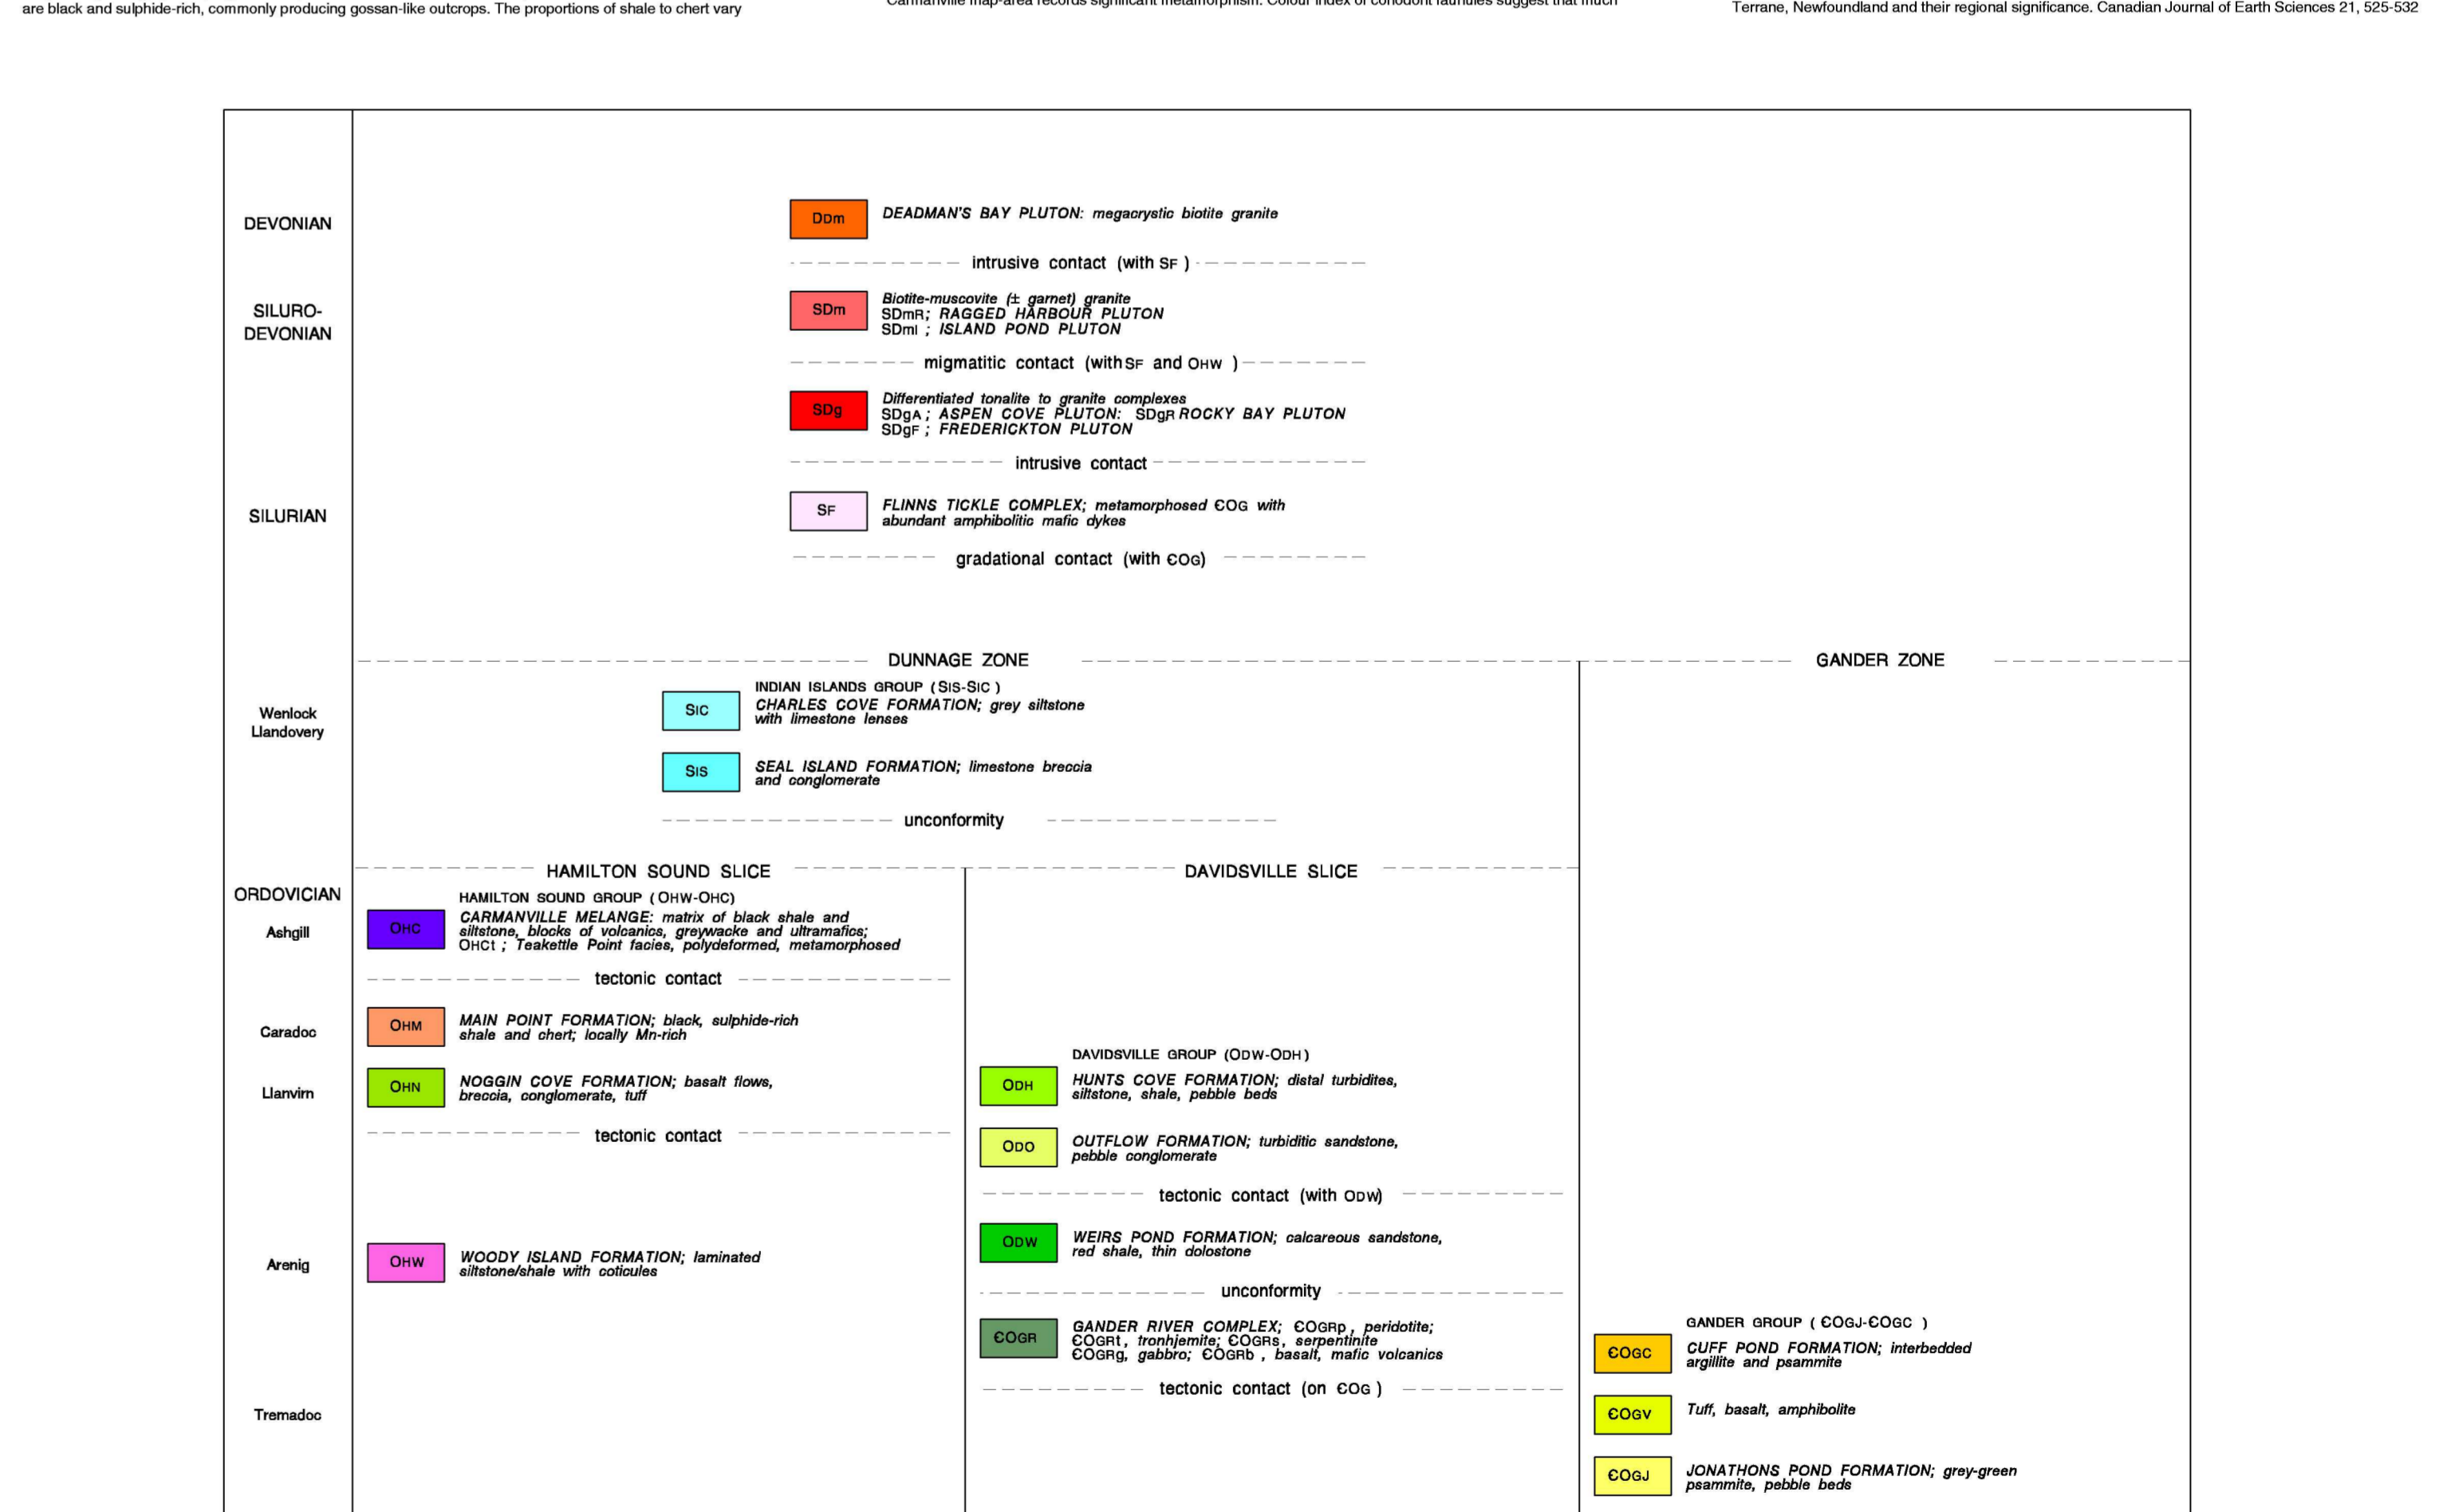 are black and sulphide-rich, commonly producing gossan-like outcrops. The proportions of shale to chert vary
Carmanville map-area records significant metamorphism. Colour index of conodont faunules suggest that much
Terrane, Newfoundland and their regional significance. Canadian Journal of Earth Sciences 21, 525-532
DEVONIAN
DDm
DEADMAN'S BAY PLUTON: megacrystic biotite granite
intrusive contact (with SF )
SILURO-
DEVONIAN
SDm
Biotite-muscovite (± garnet) granite
SDmR; RAGGED HARBOUR PLUTON
SDmI ; ISLAND POND PLUTON
migmatitic contact (with SF and OHW )
SDg
Differentiated tonalite to granite complexes
SDgA ; ASPEN COVE PLUTON: SDgR ROCKY BAY PLUTON
SDgF ; FREDERICKTON PLUTON
intrusive contact
SILURIAN
SF
FLINNS TICKLE COMPLEX; metamorphosed ЄOG with
abundant amphibolitic mafic dykes
gradational contact (with ЄOG)
DUNNAGE ZONE
GANDER ZONE
Wenlock
Llandovery
INDIAN ISLANDS GROUP ( SIS-SIC )
SIC
CHARLES COVE FORMATION; grey siltstone
with limestone lenses
SIS
SEAL ISLAND FORMATION; limestone breccia
and conglomerate
unconformity
HAMILTON SOUND SLICE
DAVIDSVILLE SLICE
ORDOVICIAN
HAMILTON SOUND GROUP ( OHW-OHC)
Ashgill
OHC
CARMANVILLE MELANGE: matrix of black shale and
siltstone, blocks of volcanics, greywacke and ultramafics;
OHCt ; Teakettle Point facies, polydeformed, metamorphosed
tectonic contact
Caradoc
OHM
MAIN POINT FORMATION; black, sulphide-rich
shale and chert; locally Mn-rich
DAVIDSVILLE GROUP (ODW-ODH )
Llanvirn
OHN
NOGGIN COVE FORMATION; basalt flows,
breccia, conglomerate, tuff
ODH
HUNTS COVE FORMATION; distal turbidites,
siltstone, shale, pebble beds
tectonic contact
ODO
OUTFLOW FORMATION; turbiditic sandstone,
pebble conglomerate
tectonic contact (with ODW)
Arenig
OHW
WOODY ISLAND FORMATION; laminated
siltstone/shale with coticules
ODW
WEIRS POND FORMATION; calcareous sandstone,
red shale, thin dolostone
unconformity
ЄOGR
GANDER RIVER COMPLEX; ЄOGRp , peridotite;
ЄOGRt , tronhjemite; ЄOGRs , serpentinite
ЄOGRg, gabbro; ЄOGRb , basalt, mafic volcanics
tectonic contact (on ЄOG )
GANDER GROUP ( ЄOGJ-ЄOGC )
ЄOGC
CUFF POND FORMATION; interbedded
argillite and psammite
Tremadoc
ЄOGV
Tuff, basalt, amphibolite
ЄOGJ
JONATHONS POND FORMATION; grey-green
psammite, pebble beds